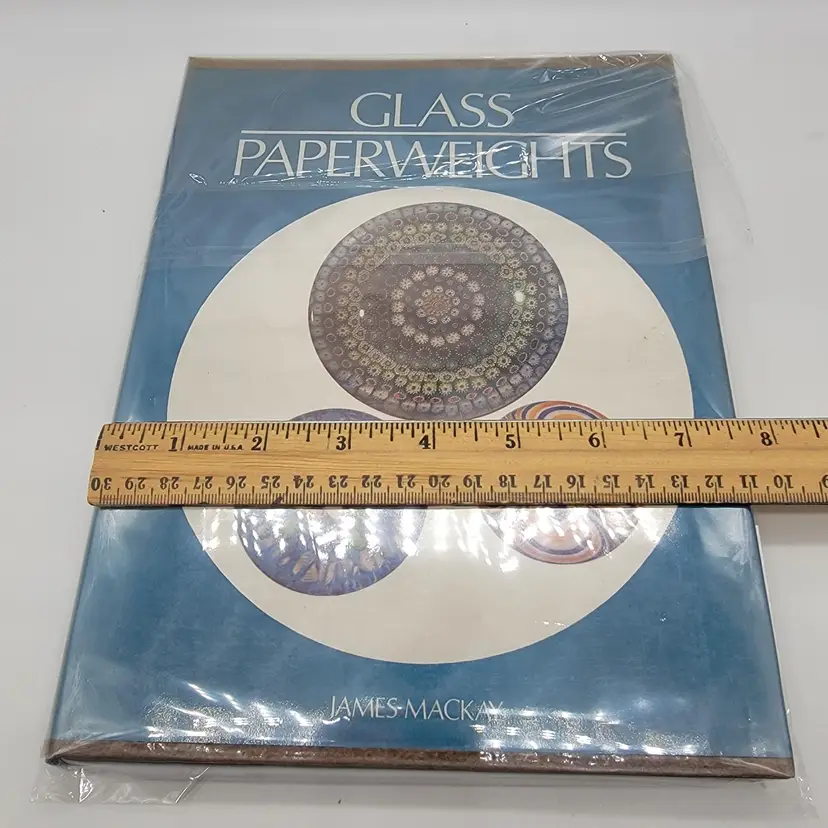 GLASS
PAPERWEIGHTS
WESTCOTT 1 MADE IN U.S.A. 2 3 4 5 6 7 8
30 29 28 27 26 25 24 23 22 21 20 19 18 17 16 15 14 13 12 11 10 9
JAMES MACKAY